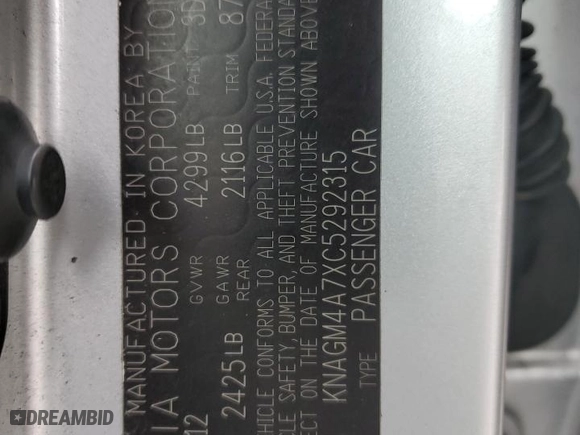 MANUFACTURED IN KOREA BY
IA MOTORS CORPORATION
12 GVWR 4299LB PAINT 3D
GAWR
2425LB REAR 2116LB TRIM 87
HICLE CONFORMS TO ALL APPLICABLE U.S.A. FEDERA
CLE SAFETY, BUMPER, AND THEFT PREVENTION STANDA
ECT ON THE DATE OF MANUFACTURE SHOWN ABOVE
KNAGM4A7XC5292315
TYPE PASSENGER CAR
DREAMBID